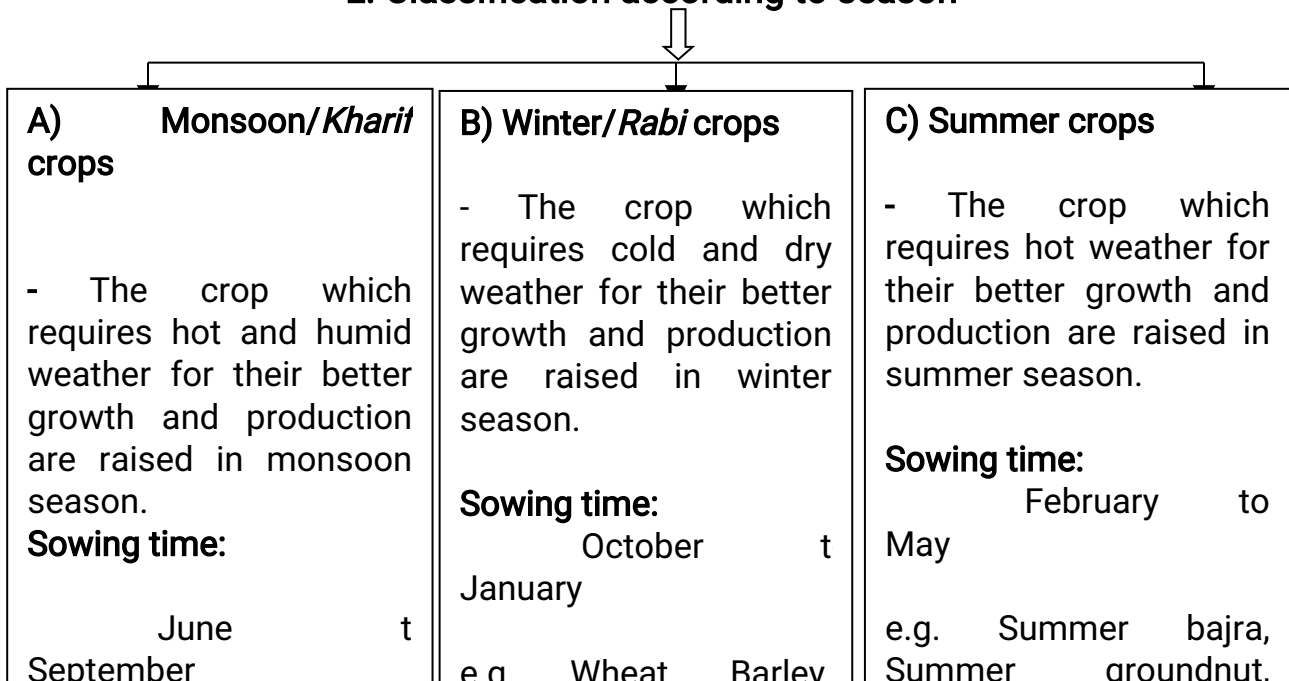 2. Classification according to season
A) Monsoon/Kharif
crops
- The crop which
requires hot and humid
weather for their better
growth and production
are raised in monsoon
season.
Sowing time:
June t
September
B) Winter/Rabi crops
- The crop which
requires cold and dry
weather for their better
growth and production
are raised in winter
season.
Sowing time:
October t
January
e.g. Wheat Barley,
C) Summer crops
- The crop which
requires hot weather for
their better growth and
production are raised in
summer season.
Sowing time:
February to
May
e.g. Summer bajra,
Summer groundnut,